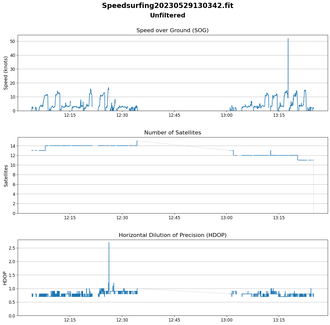 Speedsurfing20230529130342.fit
Unfiltered
Speed over Ground (SOG)
Speed (knots)
50
40
30
20
10
0
12:15 12:30 12:45 13:00 13:15
Number of Satellites
Satellites
14
12
10
8
6
4
2
0
12:15 12:30 12:45 13:00 13:15
Horizontal Dilution of Precision (HDOP)
HDOP
2.5
2.0
1.5
1.0
0.5
0.0
12:15 12:30 12:45 13:00 13:15